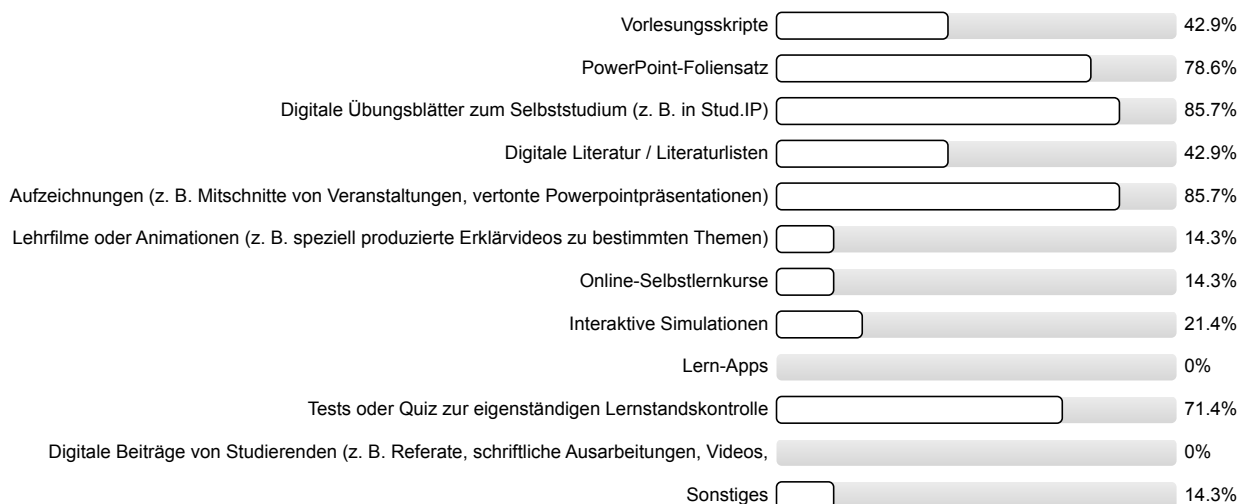 Vorlesungsskripte 42.9%
PowerPoint-Foliensatz 78.6%
Digitale Übungsblätter zum Selbststudium (z. B. in Stud.IP) 85.7%
Digitale Literatur / Literaturlisten 42.9%
Aufzeichnungen (z. B. Mitschnitte von Veranstaltungen, vertonte Powerpointpräsentationen) 85.7%
Lehrfilme oder Animationen (z. B. speziell produzierte Erklärvideos zu bestimmten Themen) 14.3%
Online-Selbstlernkurse 14.3%
Interaktive Simulationen 21.4%
Lern-Apps 0%
Tests oder Quiz zur eigenständigen Lernstandskontrolle 71.4%
Digitale Beiträge von Studierenden (z. B. Referate, schriftliche Ausarbeitungen, Videos, 0%
Sonstiges 14.3%